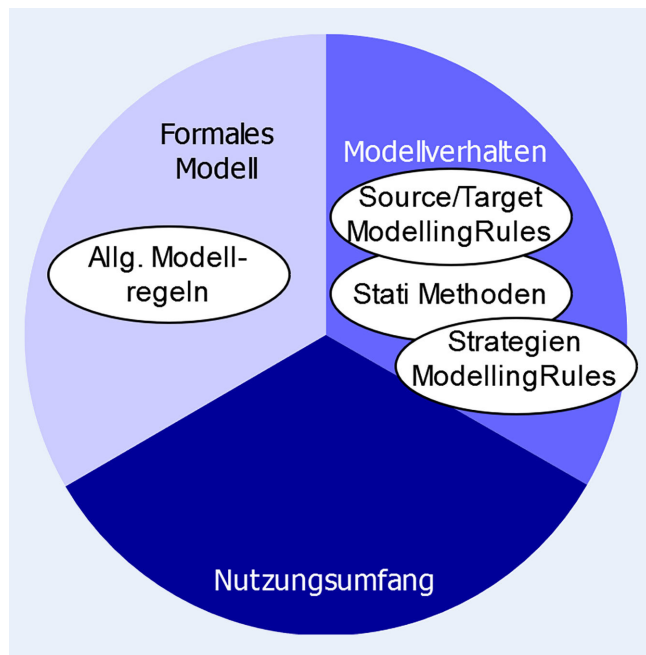 Formales
Modell
Allg. Modell-
regeln
Modellverhalten
Source/Target
ModellingRules
Stati Methoden
Strategien
ModellingRules
Nutzungsumfang